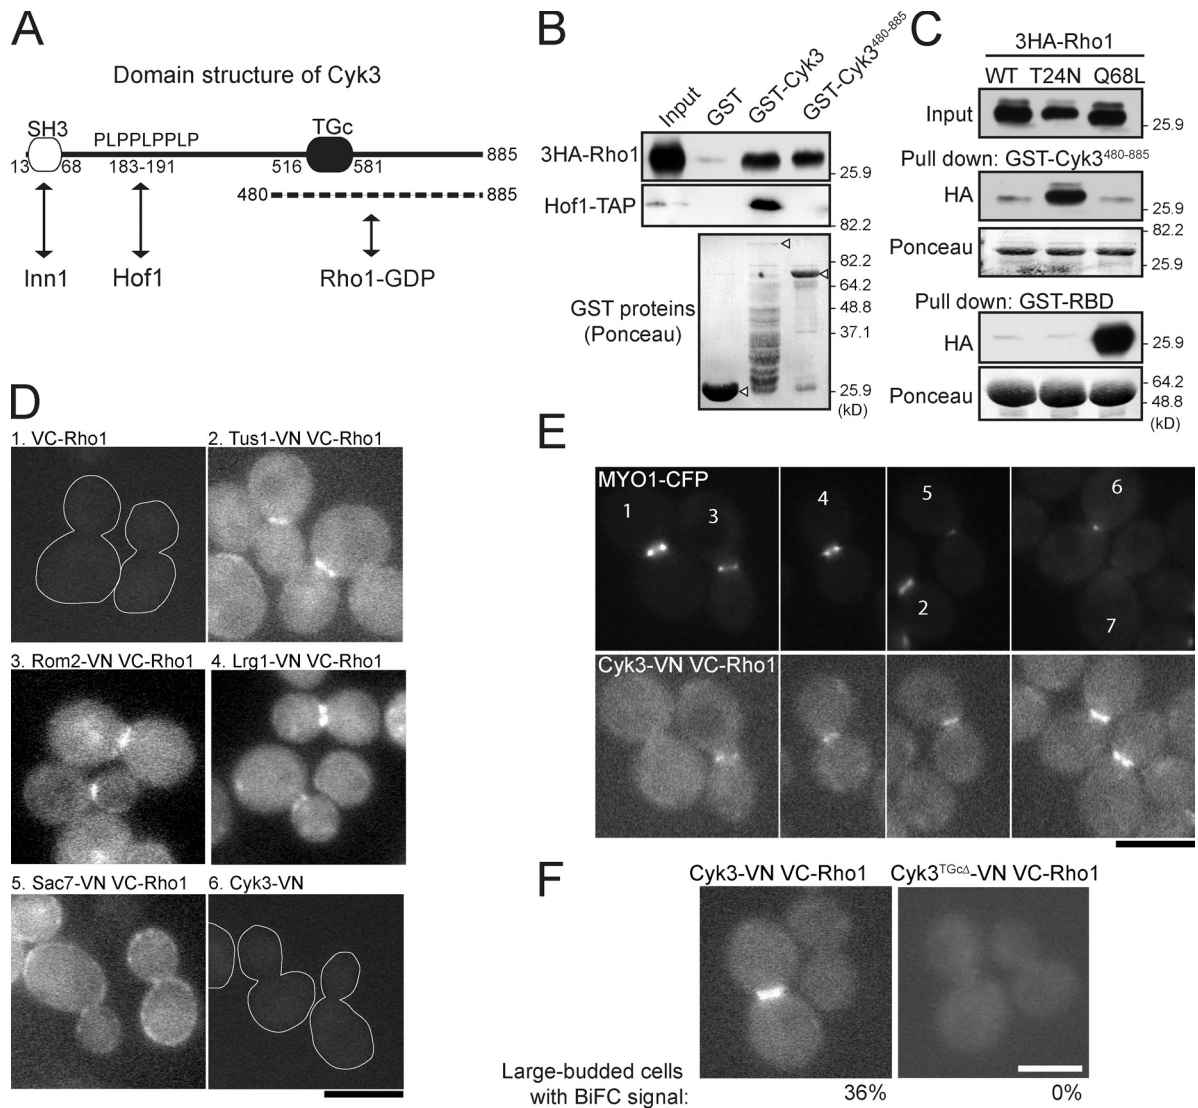 A
Domain structure of Cyk3
SH3
PLPPLPPLP
TGc
13
68
183-191
516
581
885
480
885
Inn1
Hof1
Rho1-GDP
B
Input
GST
GST-Cyk3
GST-Cyk3480-885
3HA-Rho1
25.9
Hof1-TAP
82.2
GST proteins
(Ponceau)
82.2
64.2
48.8
37.1
25.9
(kD)
C
3HA-Rho1
WT T24N Q68L
Input
25.9
Pull down: GST-Cyk3480-885
HA
25.9
Ponceau
82.2
25.9
Pull down: GST-RBD
HA
25.9
Ponceau
64.2
48.8
(kD)
D
1. VC-Rho1
2. Tus1-VN VC-Rho1
3. Rom2-VN VC-Rho1
4. Lrg1-VN VC-Rho1
5. Sac7-VN VC-Rho1
6. Cyk3-VN
E
MYO1-CFP
1
3
4
5
2
6
7
Cyk3-VN VC-Rho1
F
Cyk3-VN VC-Rho1
Cyk3TGcΔ-VN VC-Rho1
Large-budded cells
with BiFC signal:
36%
0%